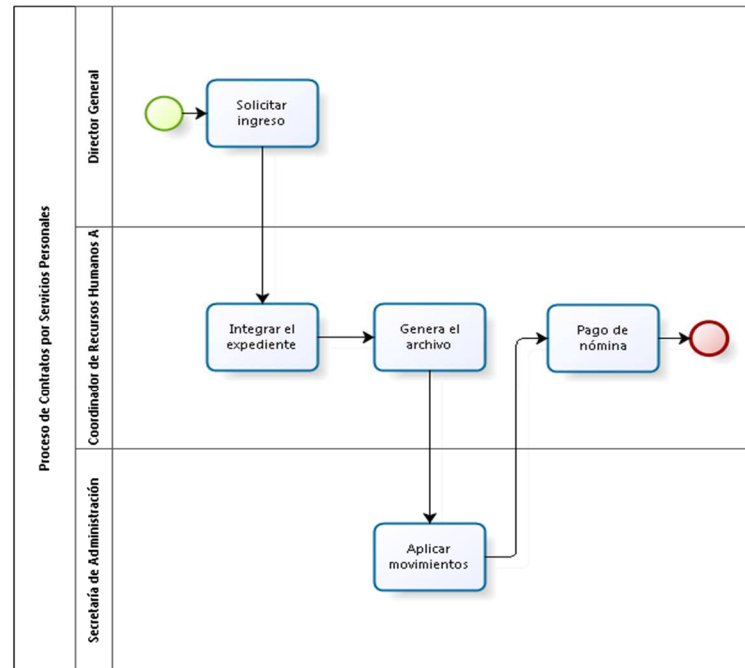 Proceso de Contratos por Servicios Personales
Director General
Solicitar
ingreso
Coordinador de Recursos Humanos A
Integrar el
expediente
Genera el
archivo
Pago de
nómina
Secretaría de Administración
Aplicar
movimientos